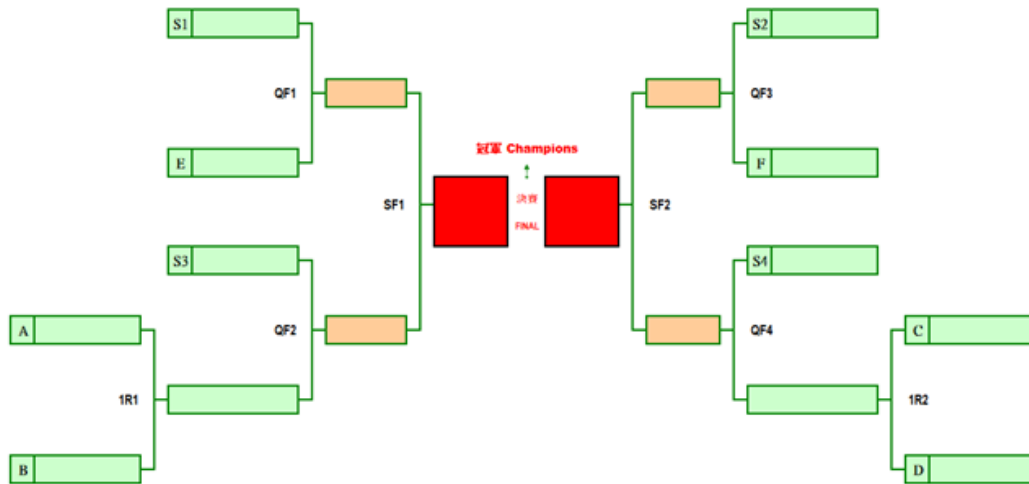 S1
S2
QF1
QF3
冠軍 Champions
E
F
SF1
決賽
FINAL
SF2
S3
S4
A
QF2
QF4
C
1R1
1R2
B
D